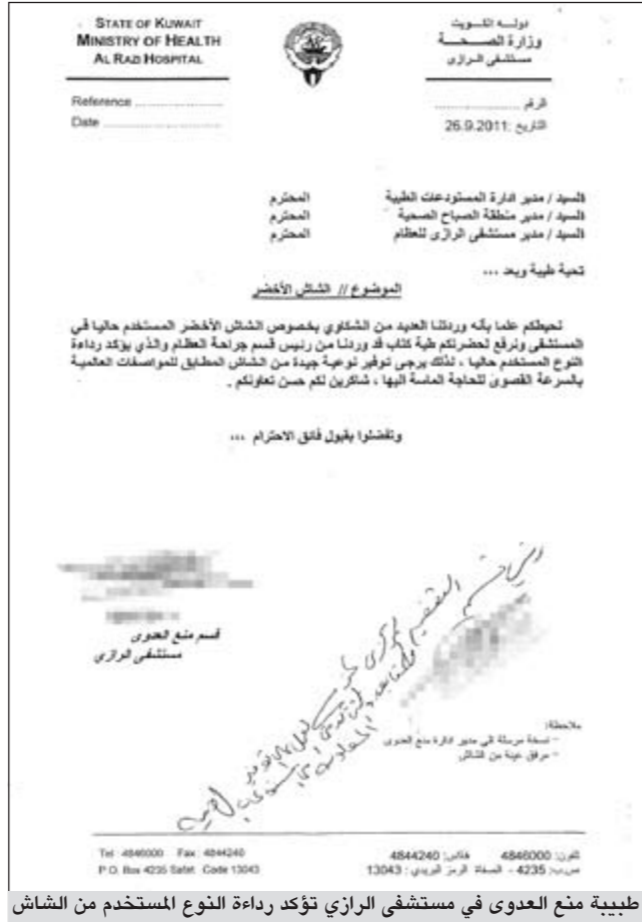 STATE OF KUWAIT
MINISTRY OF HEALTH
AL RAZI HOSPITAL
دولـــه الكـــويت
وزارة الصـــحـــة
مستشفى الـرازى
Reference ....................
Date ....................
الرقم ....................
التاريخ :26.9.2011
السيد / مدير ادارة المستودعات الطبية المحترم
السيد / مدير منطقة الصباح الصحية المحترم
السيد / مدير مستشفى الرازى للعظام المحترم
تحية طيبة وبعد ...
الموضوع // الشاش الأخضر
نحيطكم علما بأنه وردتنا العديد من الشكاوي بخصوص الشاش الأخضر المستخدم حاليا في
المستشفى ونرفع لحضرتكم طية كتاب قد وردنا من رئيس قسم جراحة العظام والذي يؤكد رداءة
النوع المستخدم حاليا ، لذلك يرجى توفير نوعية جيدة من الشاش المطابق للمواصفات العالمية
بالسرعة القصوى للحاجة الماسة اليها ، شاكرين لكم حسن تعاونكم .
وتفضلوا بقبول فائق الاحترام ...
قسم منع العدوى
مستشفى الرازي
ملاحظة:
- نسخة مرسلة الى مدير ادارة منع العدوى
- مرفق عينة من الشاش
Tel : 4846000 Fax : 4844240
P.O. Box 4235 Safat. Code 13043
تلفون: 4846000 فاكس: 4844240
ص.ب: 4235 - الصفاة الرمز البريدي : 13043
طبيبة منع العدوى في مستشفى الرازي تؤكد رداءة النوع المستخدم من الشاش